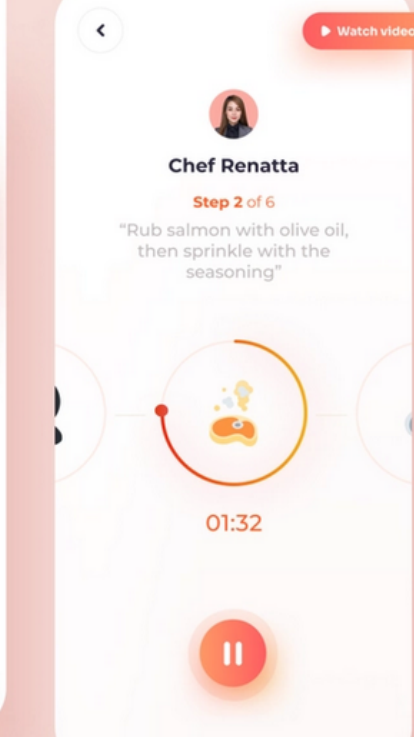 Watch video
Chef Renatta
Step 2 of 6
“Rub salmon with olive oil,
then sprinkle with the
seasoning”
01:32